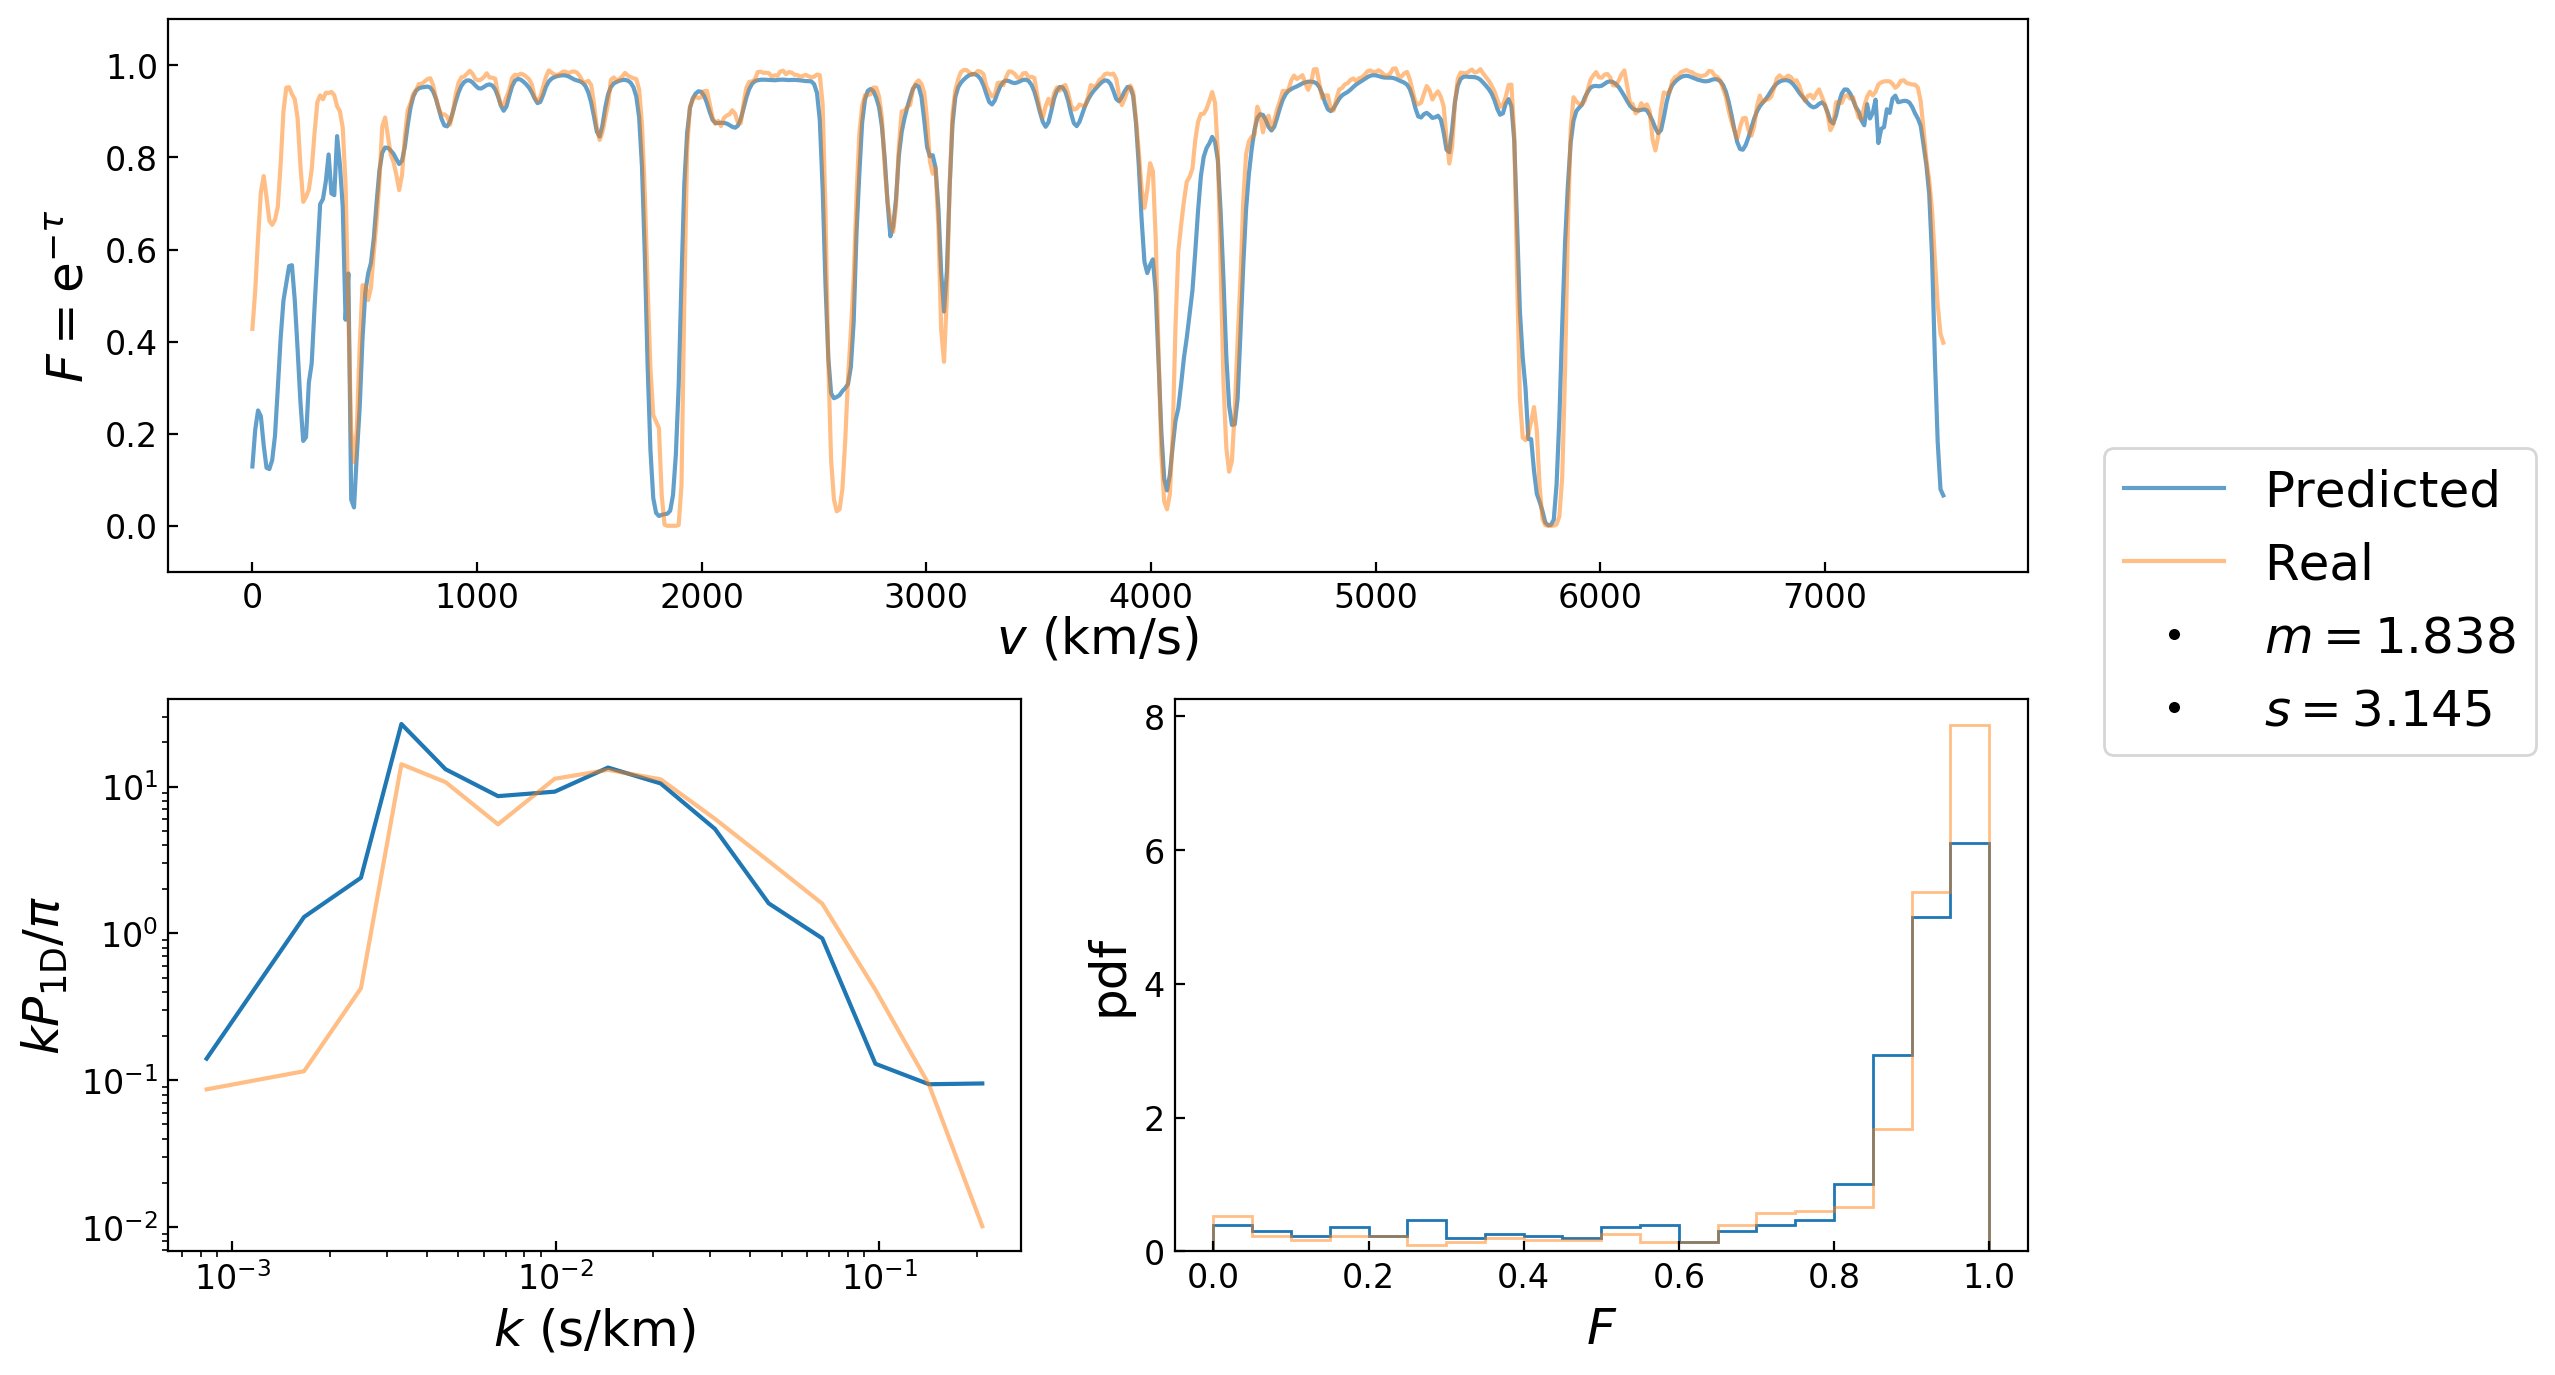 1.0
0.8
0.6
0.4
0.2
0.0
F = e^{−τ}
0 1000 2000 3000 4000 5000 6000 7000
v (km/s)
Predicted
Real
m = 1.838
s = 3.145
10^1
10^0
10^{−1}
10^{−2}
kP_{1D}/π
10^{−3} 10^{−2} 10^{−1}
k (s/km)
8
6
4
2
0
pdf
0.0 0.2 0.4 0.6 0.8 1.0
F